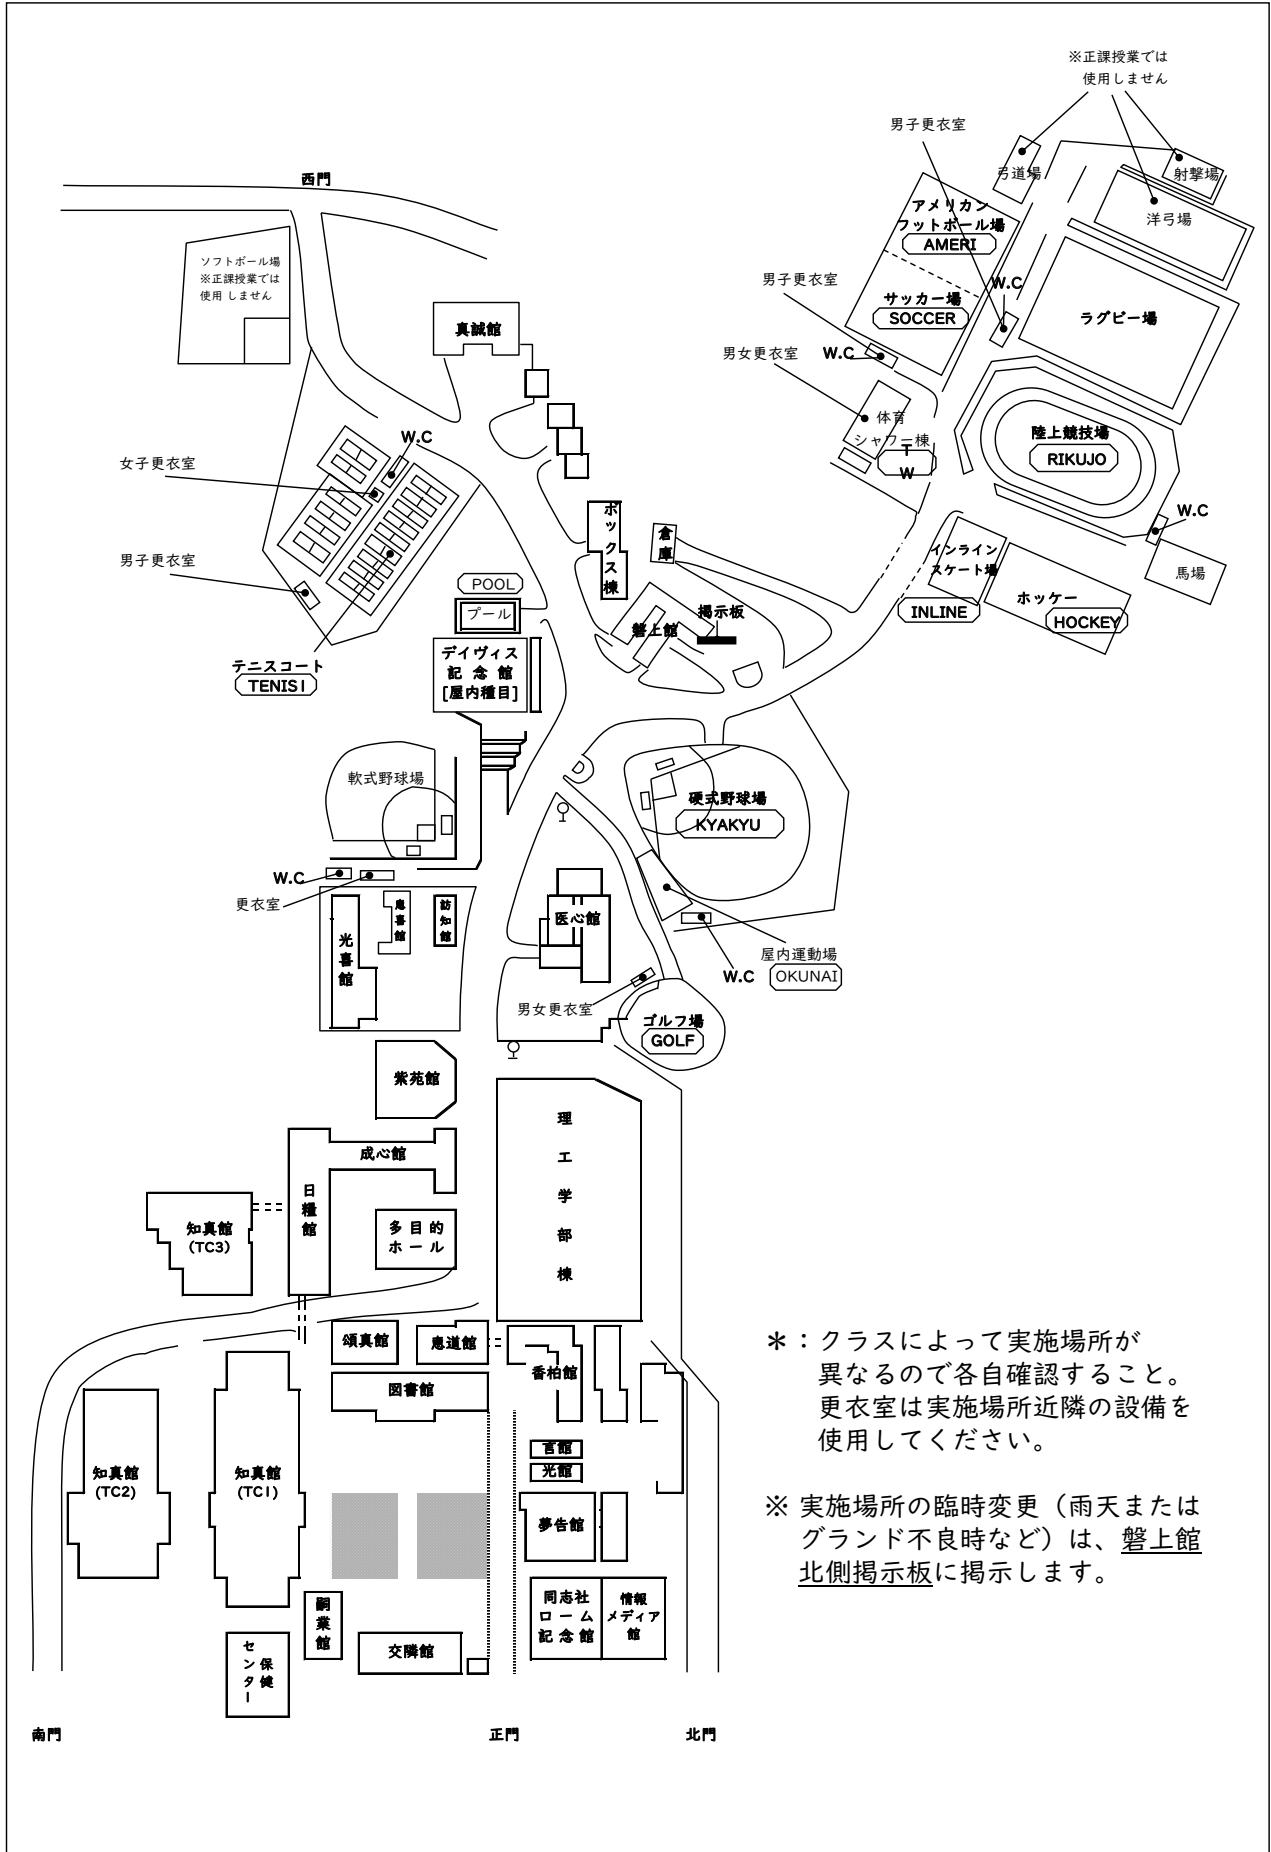 ※正課授業では
使用しません
男子更衣室
弓道場
射撃場
洋弓場
西門
アメリカン
フットボール場
AMERI
ソフトボール場
※正課授業では
使用 しません
男子更衣室
W.C
サッカー場
SOCCER
ラグビー場
真誠館
男女更衣室
W.C
体育
シャワー棟
T
W
陸上競技場
RIKUJO
W.C
女子更衣室
W.C
ボックス棟
倉庫
インライン
スケート場
INLINE
ホッケー
HOCKEY
馬場
男子更衣室
POOL
プール
磐上館
掲示板
テニスコート
TENIS1
デイヴィス
記念館
[屋内種目]
軟式野球場
硬式野球場
KYAKYU
W.C
更衣室
光喜館
恵喜館
訪知館
医心館
屋内運動場
OKUNAI
W.C
男女更衣室
ゴルフ場
GOLF
紫苑館
理工学部棟
成心館
日糧館
知真館
(TC3)
多目的
ホール
頌真館
恵道館
香柏館
図書館
言館
光館
知真館
(TC2)
知真館
(TC1)
夢告館
嗣業館
同志社
ローム
記念館
情報
メディア
館
交隣館
保健
センター
南門
正門
北門
＊：クラスによって実施場所が
異なるので各自確認すること。
更衣室は実施場所近隣の設備を
使用してください。
※ 実施場所の臨時変更（雨天または
グランド不良時など）は、磐上館
北側掲示板に掲示します。